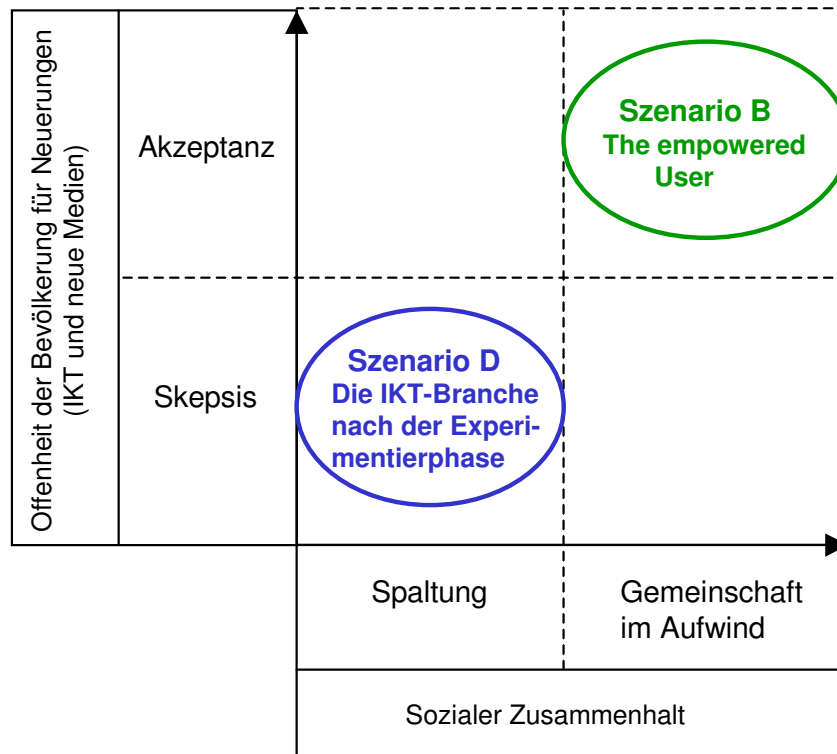 Offenheit der Bevölkerung für Neuerungen
(IKT und neue Medien)
Akzeptanz
Szenario B
The empowered
User
Skepsis
Szenario D
Die IKT-Branche
nach der Experi-
mentierphase
Spaltung
Gemeinschaft
im Aufwind
Sozialer Zusammenhalt